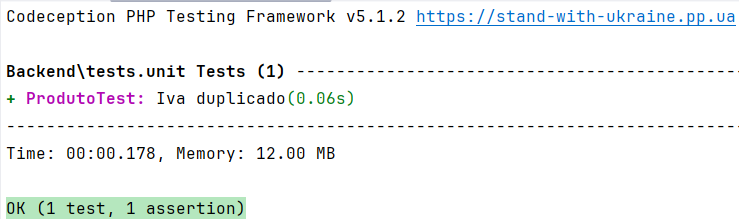 Codeception PHP Testing Framework v5.1.2 https://stand-with-ukraine.pp.ua
Backend\tests.unit Tests (1) --------------------------------------------
+ ProdutoTest: Iva duplicado(0.06s)
--------------------------------------------------------------------------
Time: 00:00.178, Memory: 12.00 MB
OK (1 test, 1 assertion)